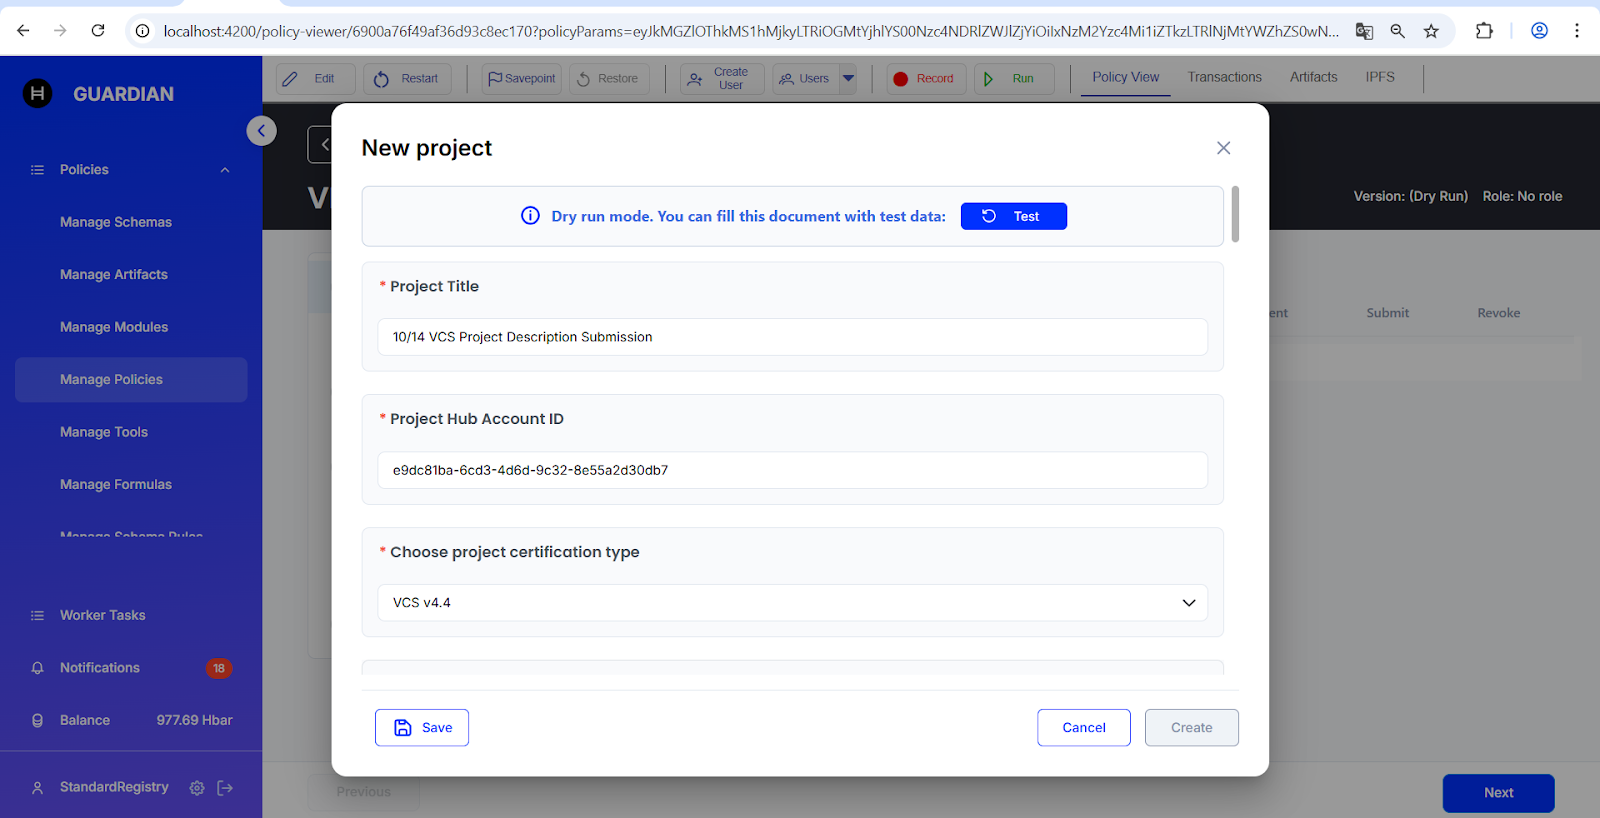 localhost:4200/policy-viewer/6900a76f49af36d93c8ec170?policyParams=eyJkMGZlOThkMS1hMjkyLTRiOGMtYjhlYS00Nzc4NDRlZWJlZjYiOiIxNzM2Yzc4Mi1iZTkzLTRlNjMtYWZhZS0wN...
H GUARDIAN
Edit Restart Savepoint Restore Create User Users Record Run Policy View Transactions Artifacts IPFS
Policies
Manage Schemas
Manage Artifacts
Manage Modules
Manage Policies
Manage Tools
Manage Formulas
Manage Schema Rules
Worker Tasks
Notifications 18
Balance 977.69 Hbar
StandardRegistry
Version: (Dry Run) Role: No role
Submit Revoke
New project
Dry run mode. You can fill this document with test data: Test
* Project Title
10/14 VCS Project Description Submission
* Project Hub Account ID
e9dc81ba-6cd3-4d6d-9c32-8e55a2d30db7
* Choose project certification type
VCS v4.4
Save Cancel Create
Previous Next